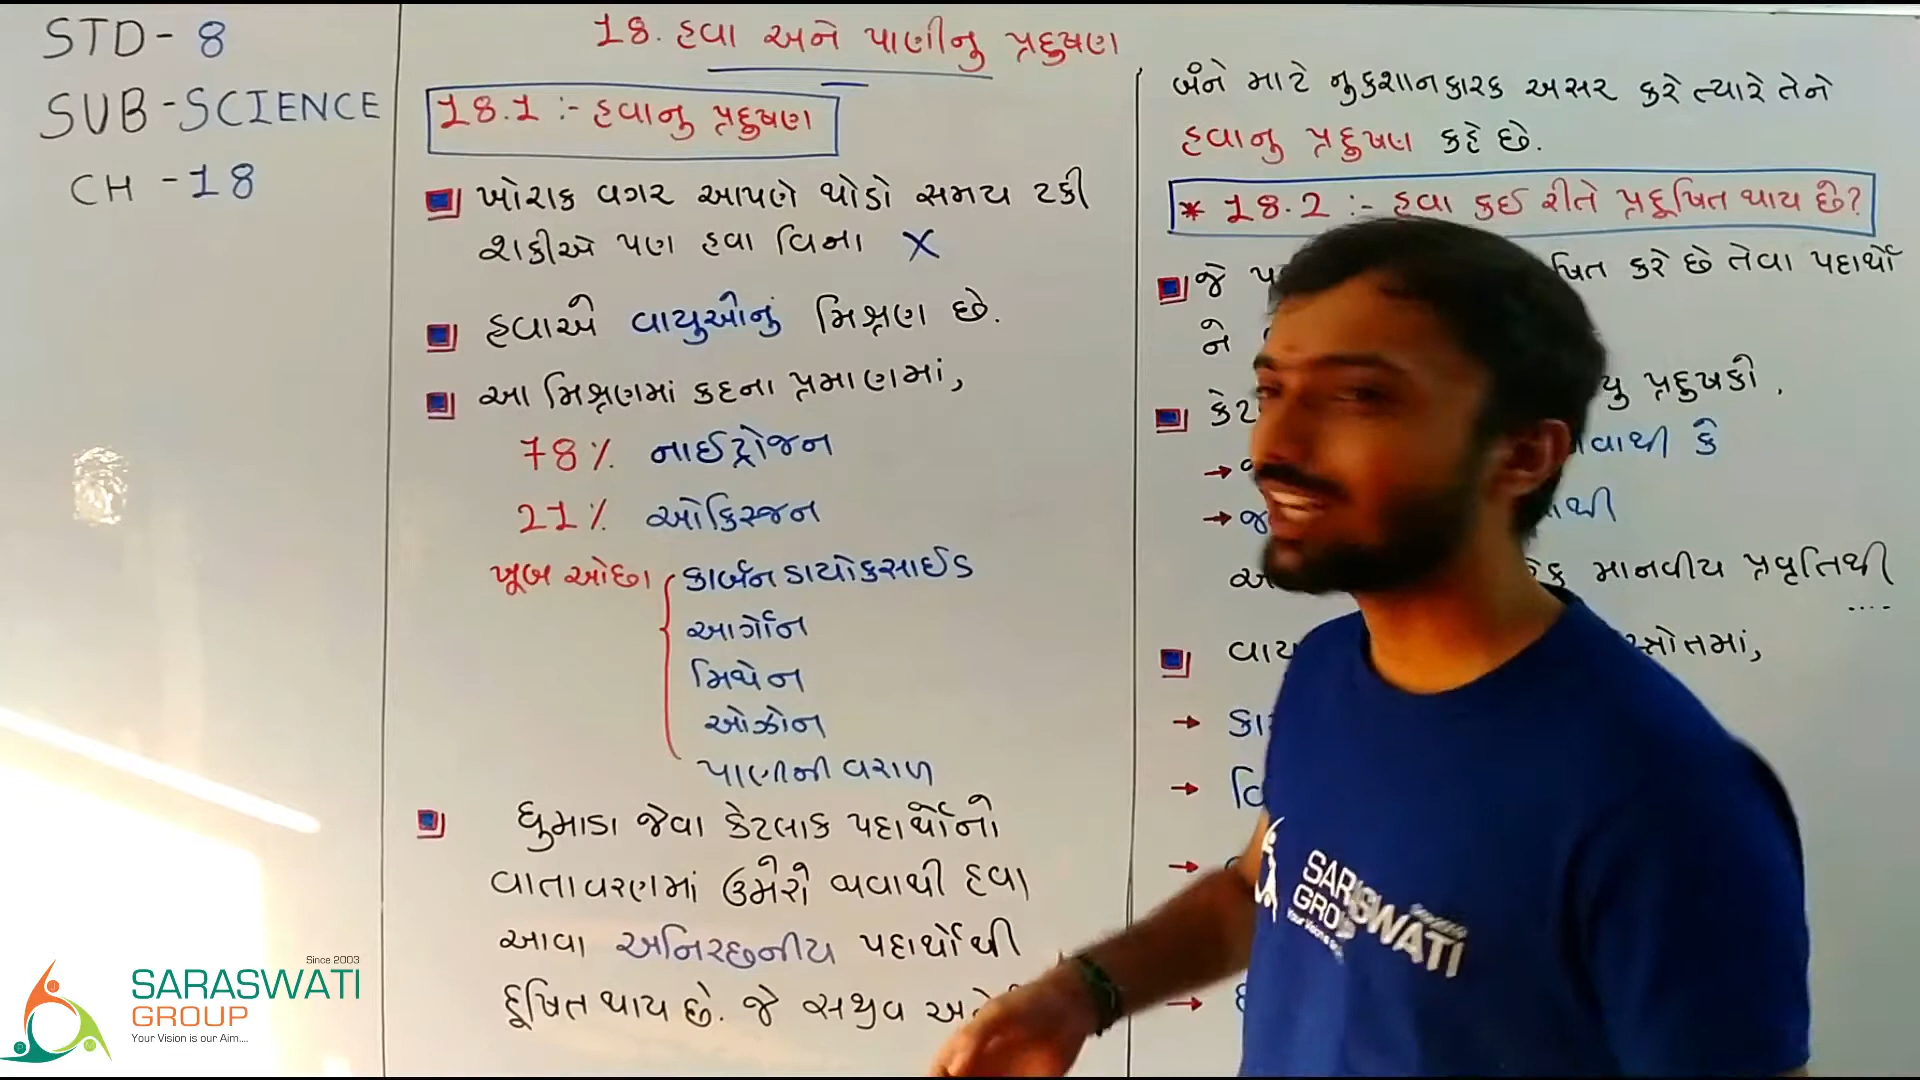 STD - 8
SUB - SCIENCE
CH - 18
18. હવા અને પાણીનુ પ્રદુષણ
18.1 :- હવાનુ પ્રદુષણ
ખોરાક વગર આપણે થોડો સમય ટકી
શકીએ પણ હવા વિના X
હવાએ વાયુઓનું મિશ્રણ છે.
આ મિશ્રણમાં કદના પ્રમાણમાં,
78% નાઈટ્રોજન
21% ઓકિસ્જન
ખૂબ ઓછા { કાર્બન ડાયોકસાઈડ
આર્ગોન
મિથેન
ઓઝોન
પાણીની વરાળ
ધુમાડા જેવા કેટલાક પદાર્થોનો
વાતાવરણમાં ઉમેરો થવાથી હવા
આવા અનિરછનીય પદાર્થોથી
દૂષિત થાય છે. જે સજીવ
બંને માટે નુકશાનકારક અસર કરે ત્યારે તેને
હવાનુ પ્રદુષણ કહે છે.
* 18.2 :- હવા કઈ રીતે પ્રદૂષિત થાય છે?
જે કરે છે તેવા પદાર્થો
ને
પ્રદુષકો.
કે
→
→
માનવીય પ્રવૃતિથી
....
સ્ત્રોતમાં,
→
→
→
→
SARASWATI
GROUP
Since 2003
SARASWATI
GROUP
Your Vision is our Aim....